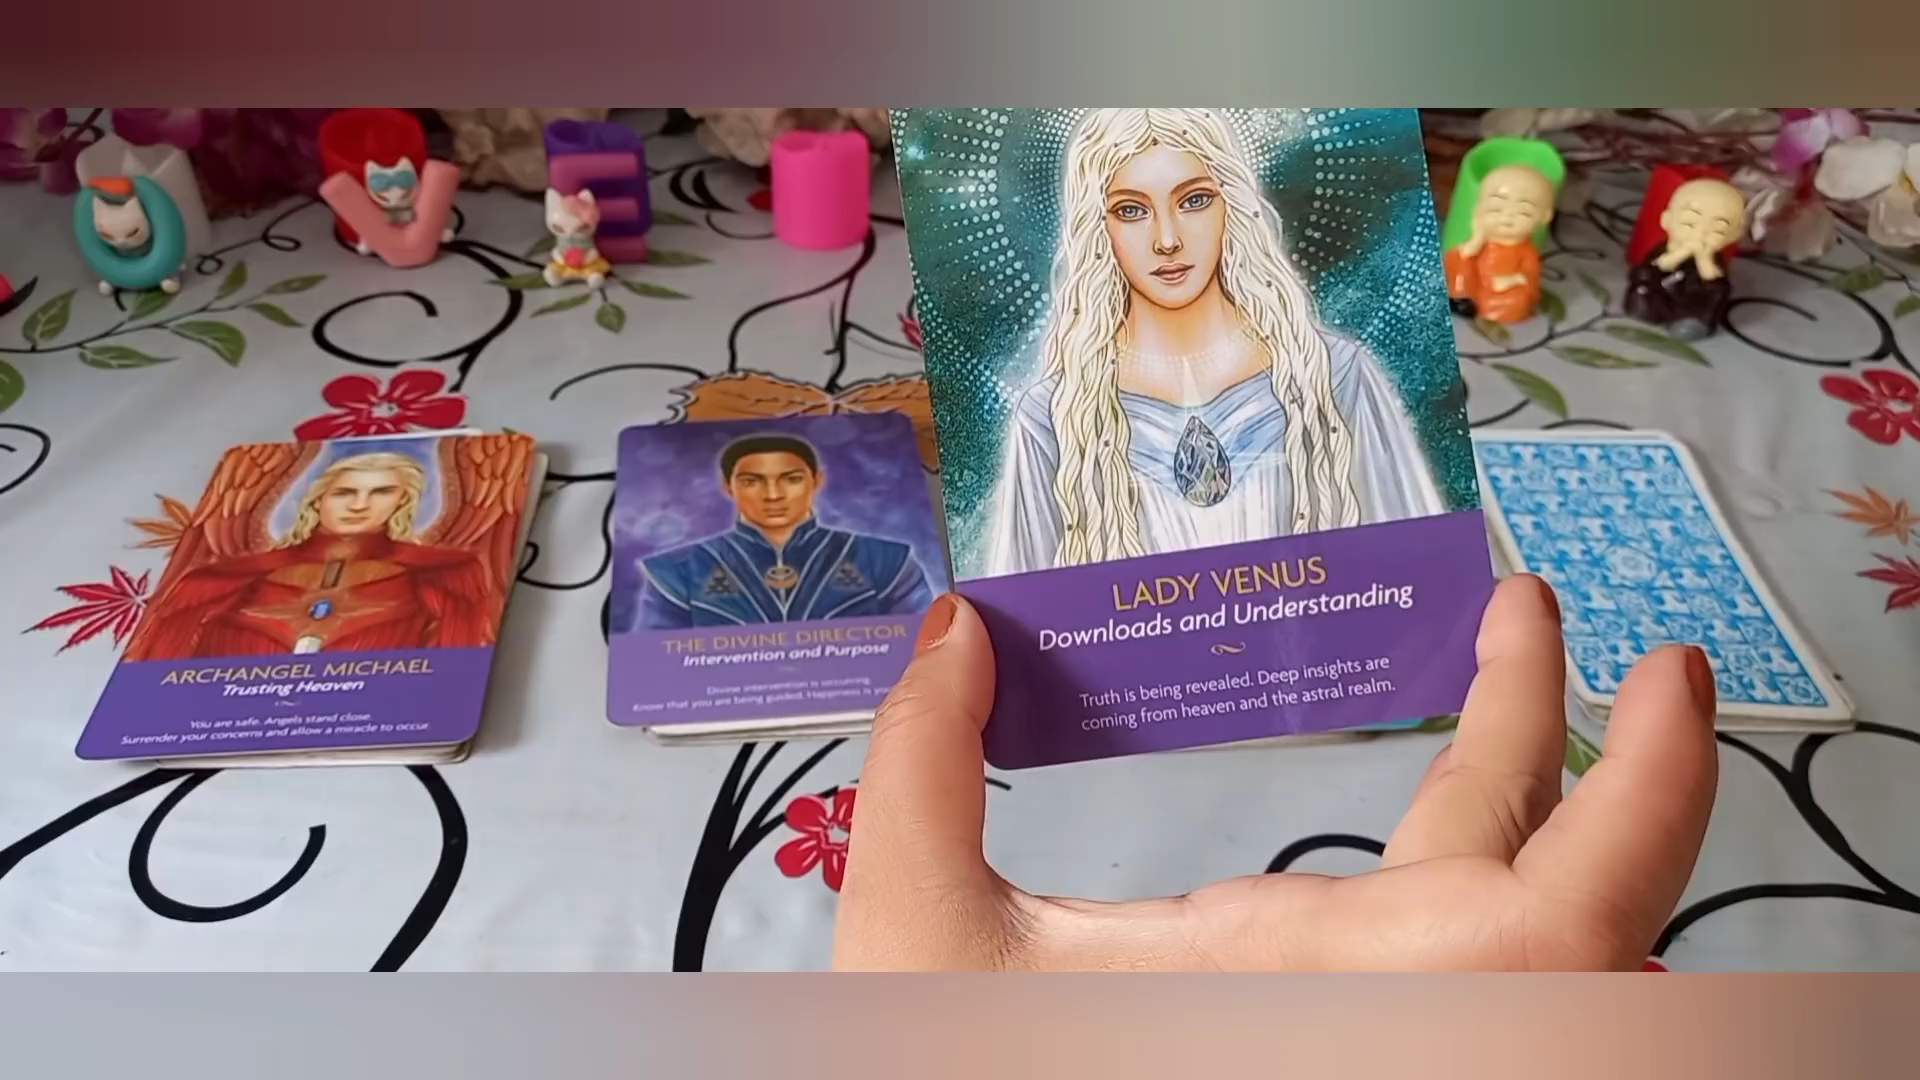 O V E
ARCHANGEL MICHAEL
Trusting Heaven
You are safe. Angels stand close.
Surrender your concerns and allow a miracle to occur.
THE DIVINE DIRECTOR
Intervention and Purpose
Divine intervention is occurring.
Know that you are being guided. Happiness is
LADY VENUS
Downloads and Understanding
Truth is being revealed. Deep insights are
coming from heaven and the astral realm.